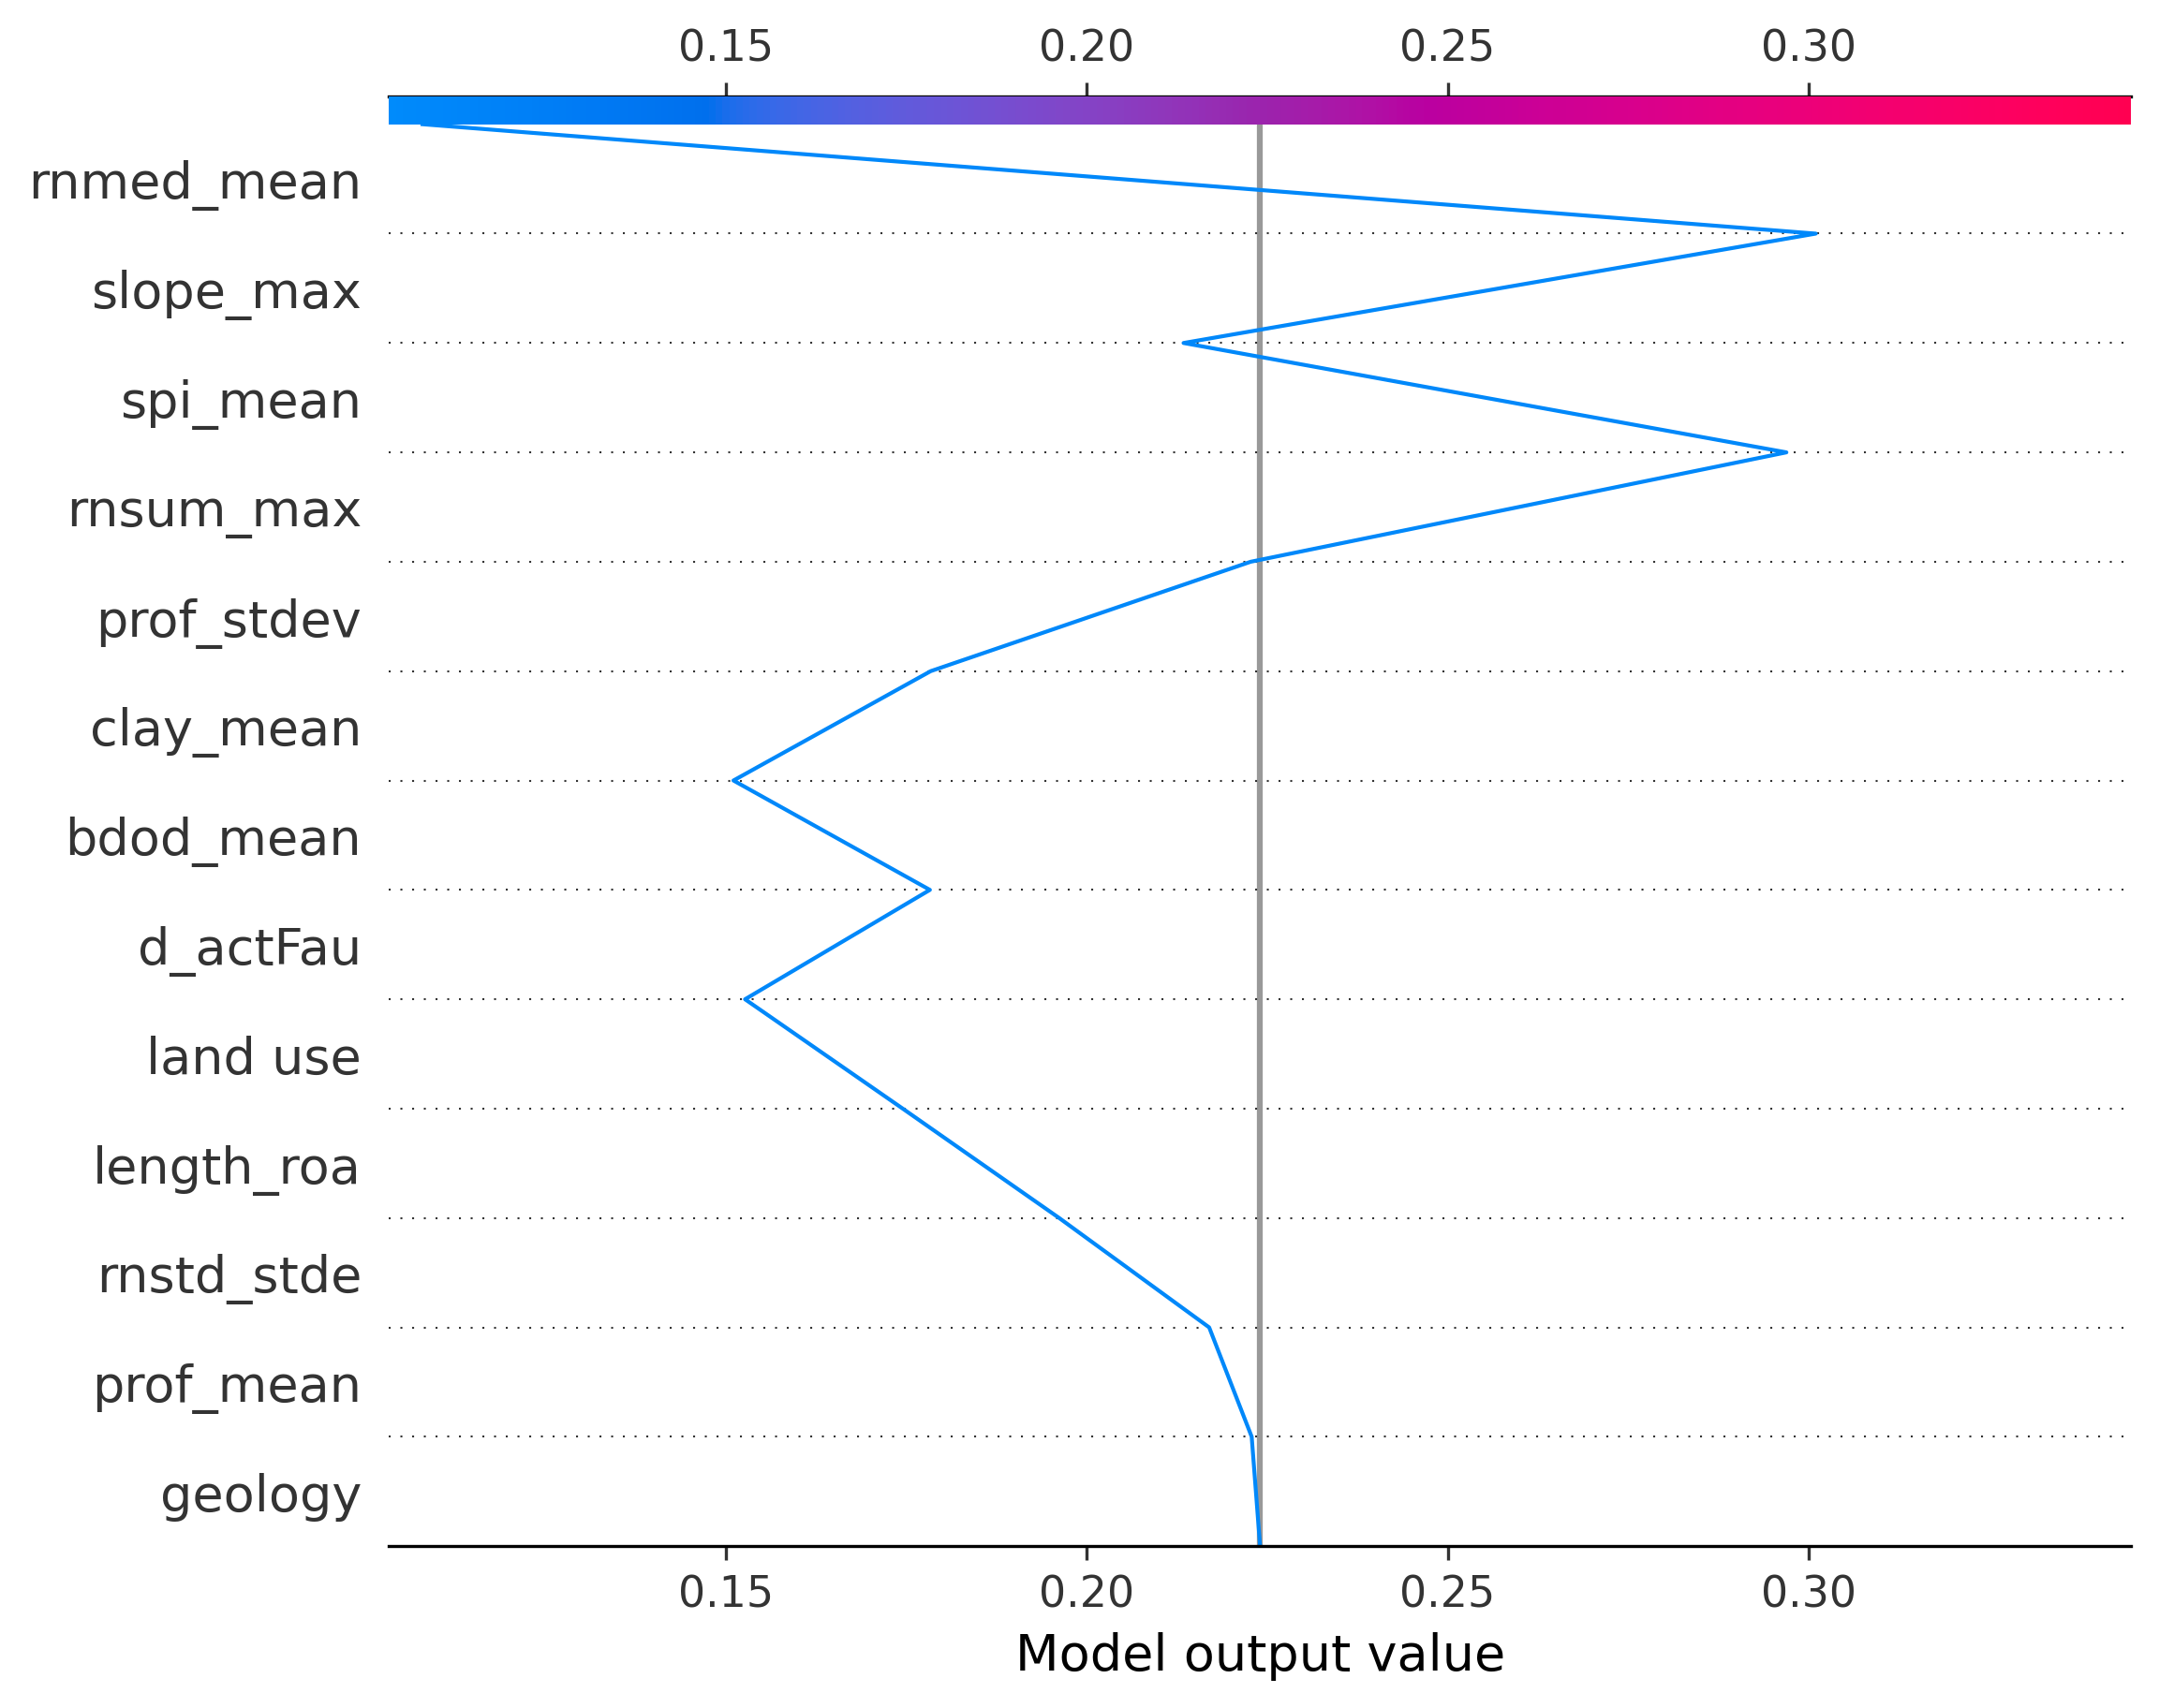 0.15 0.20 0.25 0.30
rnmed_mean
slope_max
spi_mean
rnsum_max
prof_stdev
clay_mean
bdod_mean
d_actFau
land use
length_roa
rnstd_stde
prof_mean
geology
0.15 0.20 0.25 0.30
Model output value